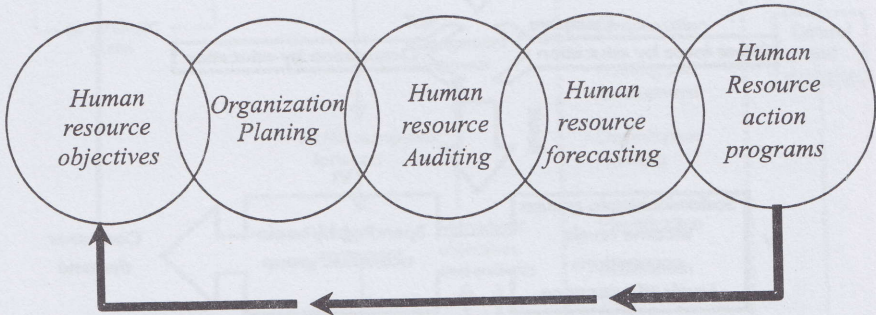 Human
resource
objectives
Organization
Planing
Human
resource
Auditing
Human
resource
forecasting
Human
Resource
action
programs